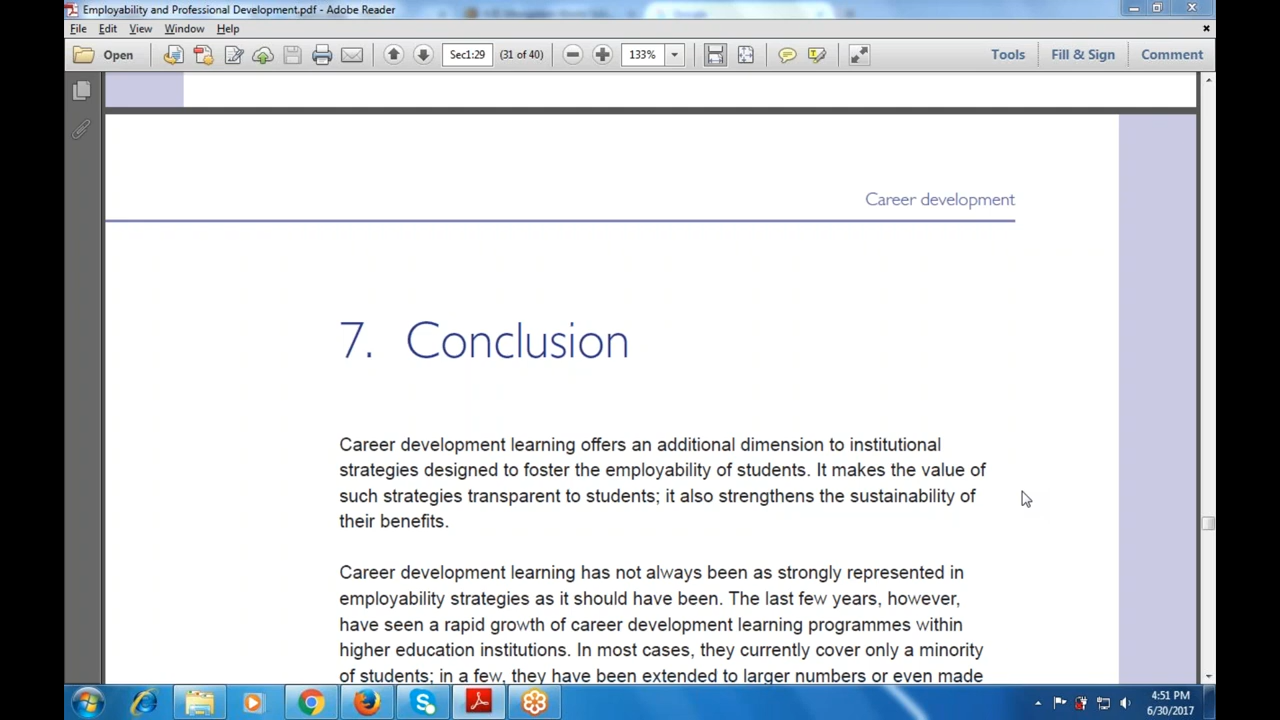 Employability and Professional Development.pdf - Adobe Reader
File Edit View Window Help
Open Sec1:29 (31 of 40) 133% Tools Fill & Sign Comment
Career development
7. Conclusion
Career development learning offers an additional dimension to institutional
strategies designed to foster the employability of students. It makes the value of
such strategies transparent to students; it also strengthens the sustainability of
their benefits.
Career development learning has not always been as strongly represented in
employability strategies as it should have been. The last few years, however,
have seen a rapid growth of career development learning programmes within
higher education institutions. In most cases, they currently cover only a minority
of students; in a few, they have been extended to larger numbers or even made
4:51 PM
6/30/2017